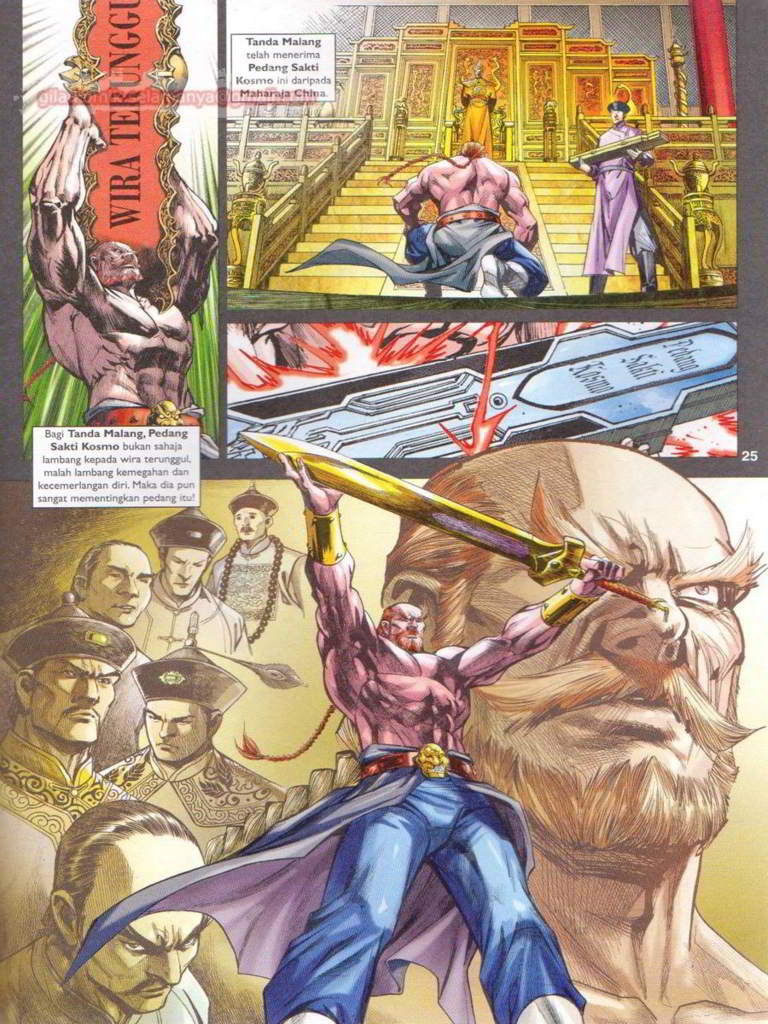 WIRA TERUNGGUL
Tanda Malang
telah menerima
Pedang Sakti
Kosmo ini daripada
Maharaja China.
Pedang
Sakti
Kosmo
25
Bagi Tanda Malang, Pedang
Sakti Kosmo bukan sahaja
lambang kepada wira terunggul,
malah lambang kemegahan dan
kecemerlangan diri. Maka dia pun
sangat mementingkan pedang itu!